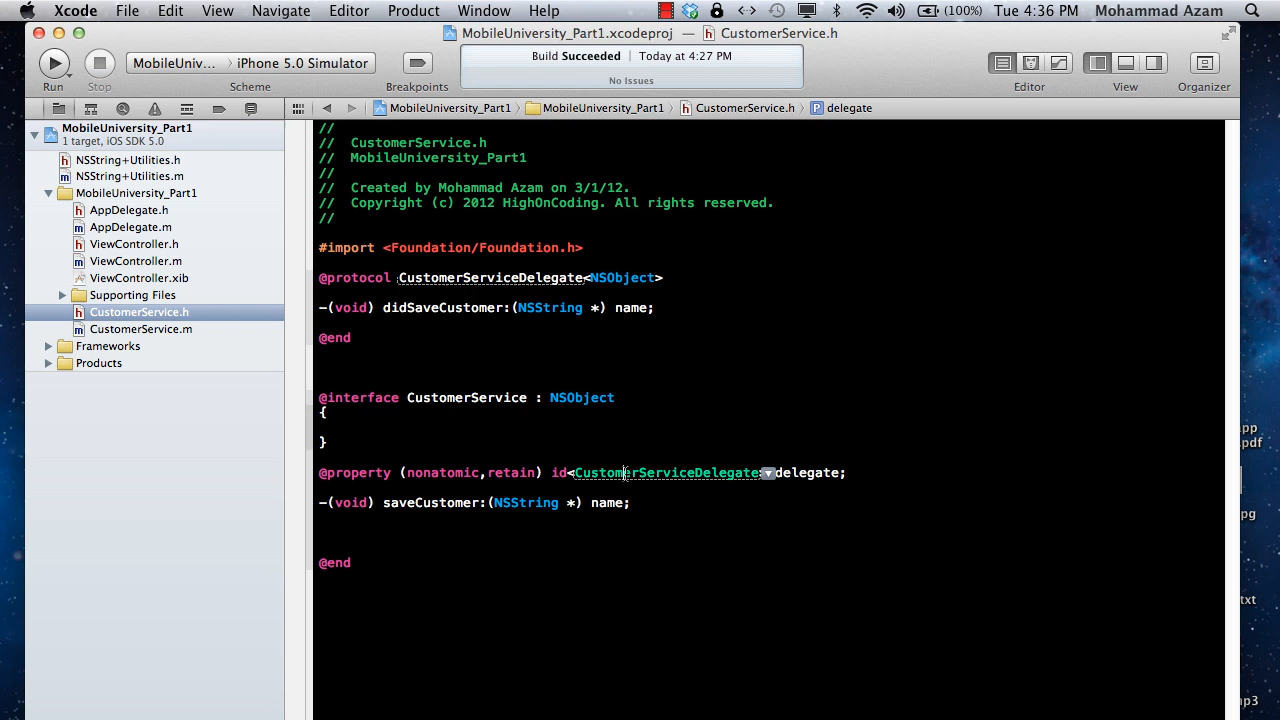 Xcode File Edit View Navigate Editor Product Window Help (100%) Tue 4:36 PM Mohammad Azam
MobileUniversity_Part1.xcodeproj — CustomerService.h
Build Succeeded | Today at 4:27 PM
No Issues
MobileUniv... iPhone 5.0 Simulator
Run Stop Scheme Breakpoints Editor View Organizer
MobileUniversity_Part1 MobileUniversity_Part1 CustomerService.h delegate
MobileUniversity_Part1
1 target, iOS SDK 5.0
NSString+Utilities.h
NSString+Utilities.m
MobileUniversity_Part1
AppDelegate.h
AppDelegate.m
ViewController.h
ViewController.m
ViewController.xib
Supporting Files
CustomerService.h
CustomerService.m
Frameworks
Products
//
// CustomerService.h
// MobileUniversity_Part1
//
// Created by Mohammad Azam on 3/1/12.
// Copyright (c) 2012 HighOnCoding. All rights reserved.
//
#import <Foundation/Foundation.h>
@protocol CustomerServiceDelegate<NSObject>
-(void) didSaveCustomer:(NSString *) name;
@end
@interface CustomerService : NSObject
{
}
@property (nonatomic,retain) id<CustomerServiceDelegate> delegate;
-(void) saveCustomer:(NSString *) name;
@end
pp
pdf
pg
txt
p3